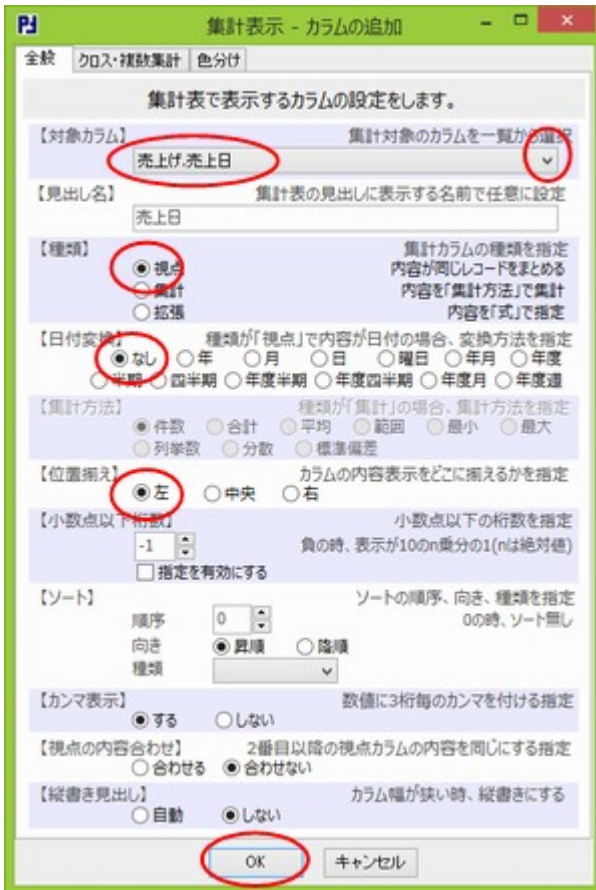 集計表示 - カラムの追加
全般 クロス・複数集計 色分け
集計表で表示するカラムの設定をします。
【対象カラム】 集計対象のカラムを一覧から選択
売上げ.売上日
【見出し名】 集計表の見出しに表示する名前で任意に設定
売上日
【種類】 集計カラムの種類を指定
視点 内容が同じレコードをまとめる
集計 内容を「集計方法」で集計
拡張 内容を「式」で指定
【日付変換】 種類が「視点」で内容が日付の場合、変換方法を指定
なし 年 月 日 曜日 年月 年度
半期 四半期 年度半期 年度四半期 年度月 年度週
【集計方法】 種類が「集計」の場合、集計方法を指定
件数 合計 平均 範囲 最小 最大
列挙数 分散 標準偏差
【位置揃え】 カラムの内容表示をどこに揃えるかを指定
左 中央 右
【小数点以下桁数】 小数点以下の桁数を指定
-1 負の時、表示が10のn乗分の1(nは絶対値)
指定を有効にする
【ソート】 ソートの順序、向き、種類を指定
順序 0 0の時、ソート無し
向き 昇順 降順
種類
【カンマ表示】 数値に3桁毎のカンマを付ける指定
する しない
【視点の内容合わせ】 2番目以降の視点カラムの内容を同じにする指定
合わせる 合わせない
【縦書き見出し】 カラム幅が狭い時、縦書きにする
自動 しない
OK キャンセル